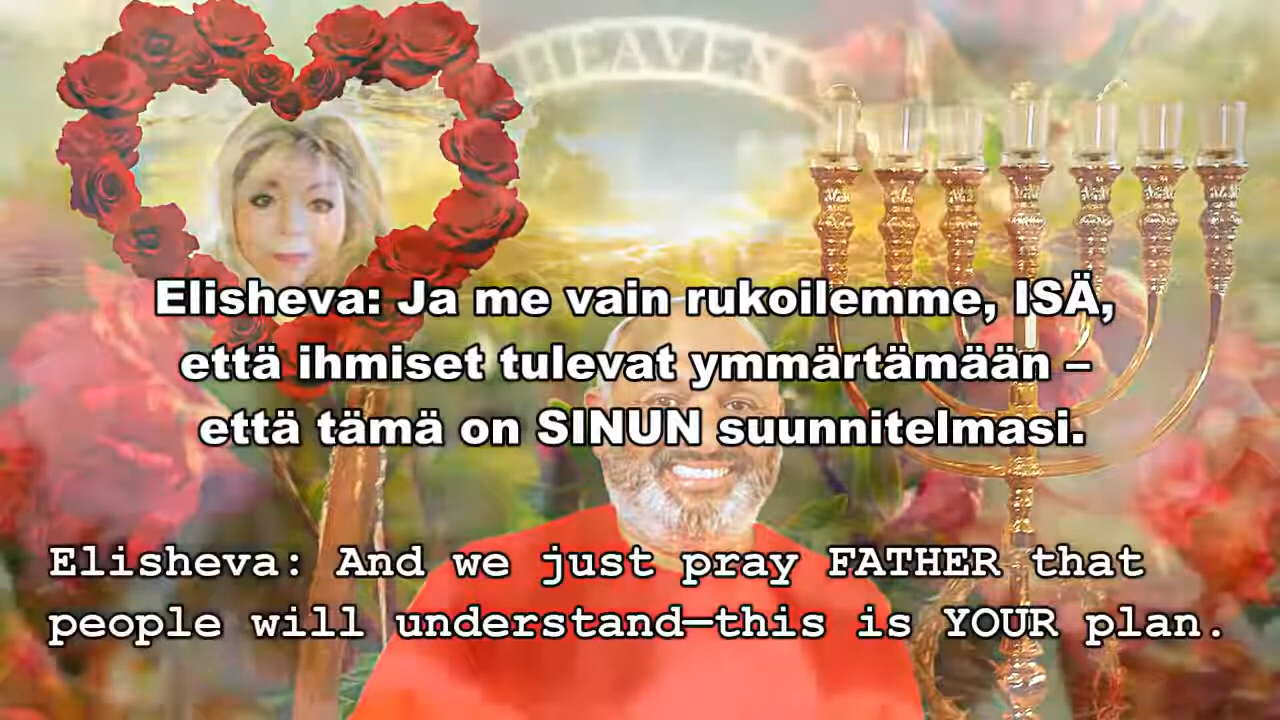 HEAVEN
Elisheva: Ja me vain rukoilemme, ISÄ,
että ihmiset tulevat ymmärtämään –
että tämä on SINUN suunnitelmasi.
Elisheva: And we just pray FATHER that
people will understand—this is YOUR plan.